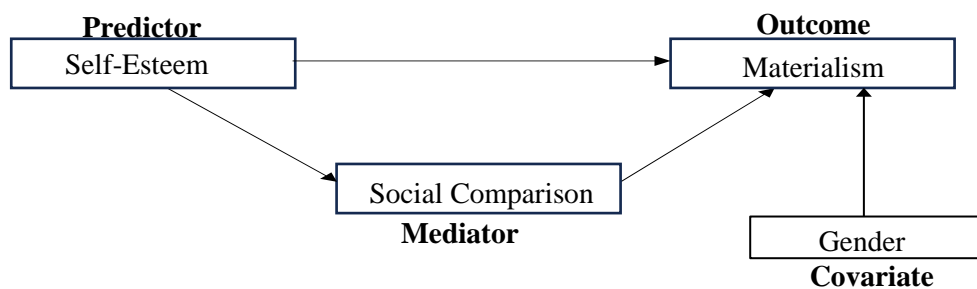 Predictor
Self-Esteem
Outcome
Materialism
Social Comparison
Mediator
Gender
Covariate